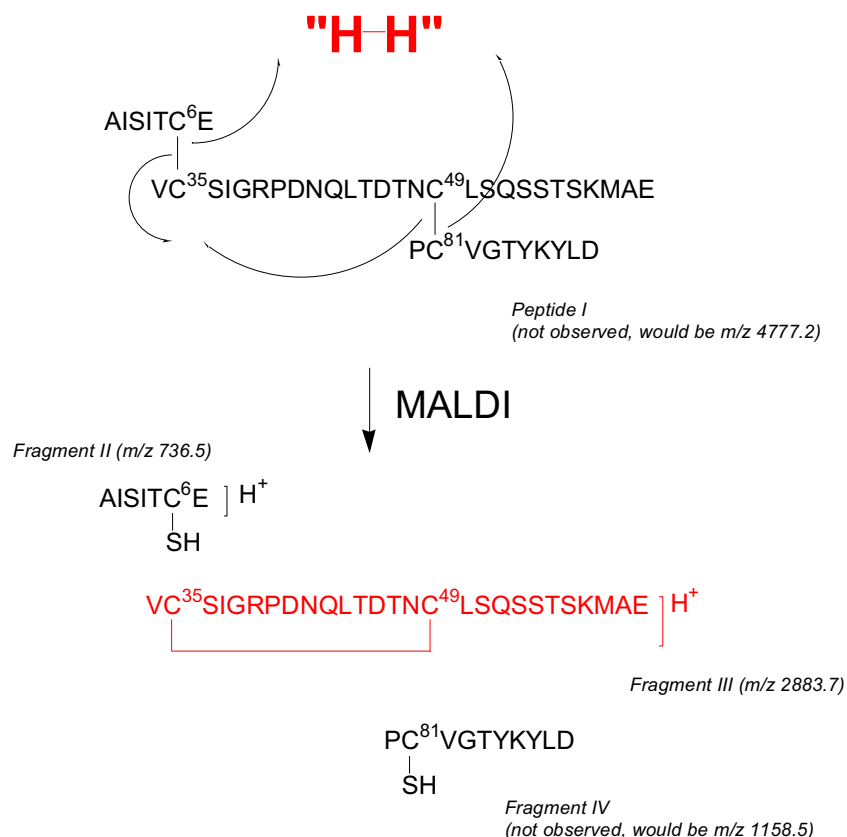 "H–H"
AISITC⁶E
VC³⁵SIGRPDNQLTDTNC⁴⁹LSQSSTSKMAE
PC⁸¹VGTYKYLD
Peptide I
(not observed, would be m/z 4777.2)
MALDI
Fragment II (m/z 736.5)
AISITC⁶E H⁺
SH
VC³⁵SIGRPDNQLTDTNC⁴⁹LSQSSTSKMAE H⁺
Fragment III (m/z 2883.7)
PC⁸¹VGTYKYLD
SH
Fragment IV
(not observed, would be m/z 1158.5)